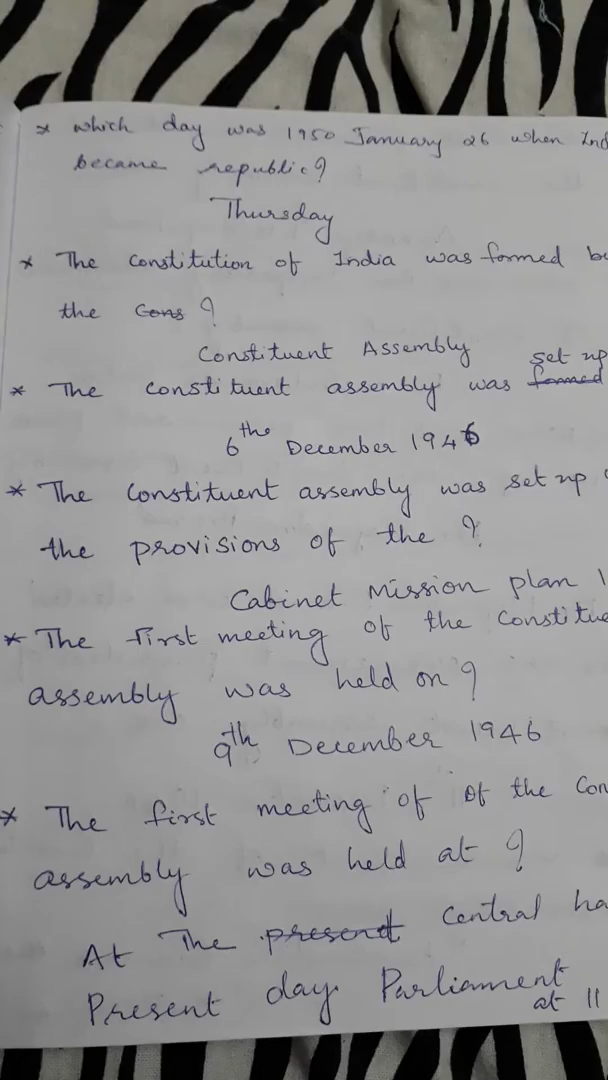 * which day was 1950 January 26 when Ind
became republic?
Thursday
* The constitution of India was formed b
the Cons ?
Constituent Assembly
set up
* The constituent assembly was formed
6the December 1946
* The Constituent assembly was set up
the provisions of the ?
Cabinet Mission plan 1
* The first meeting of the Constitue
assembly was held on ?
9th December 1946
* The first meeting of of the Con
assembly was held at ?
At The present Central ha
Present day Parliament
at 11